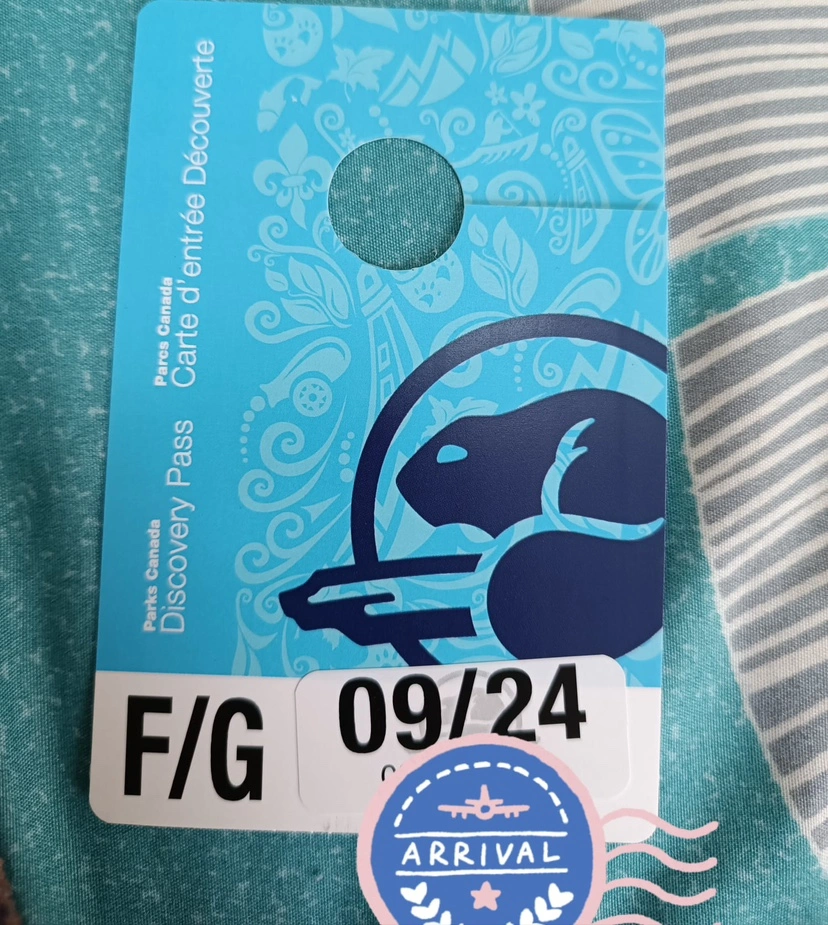 Parks Canada
Discovery Pass
Parcs Canada
Carte d'entrée Découverte
F/G
09/24
ARRIVAL